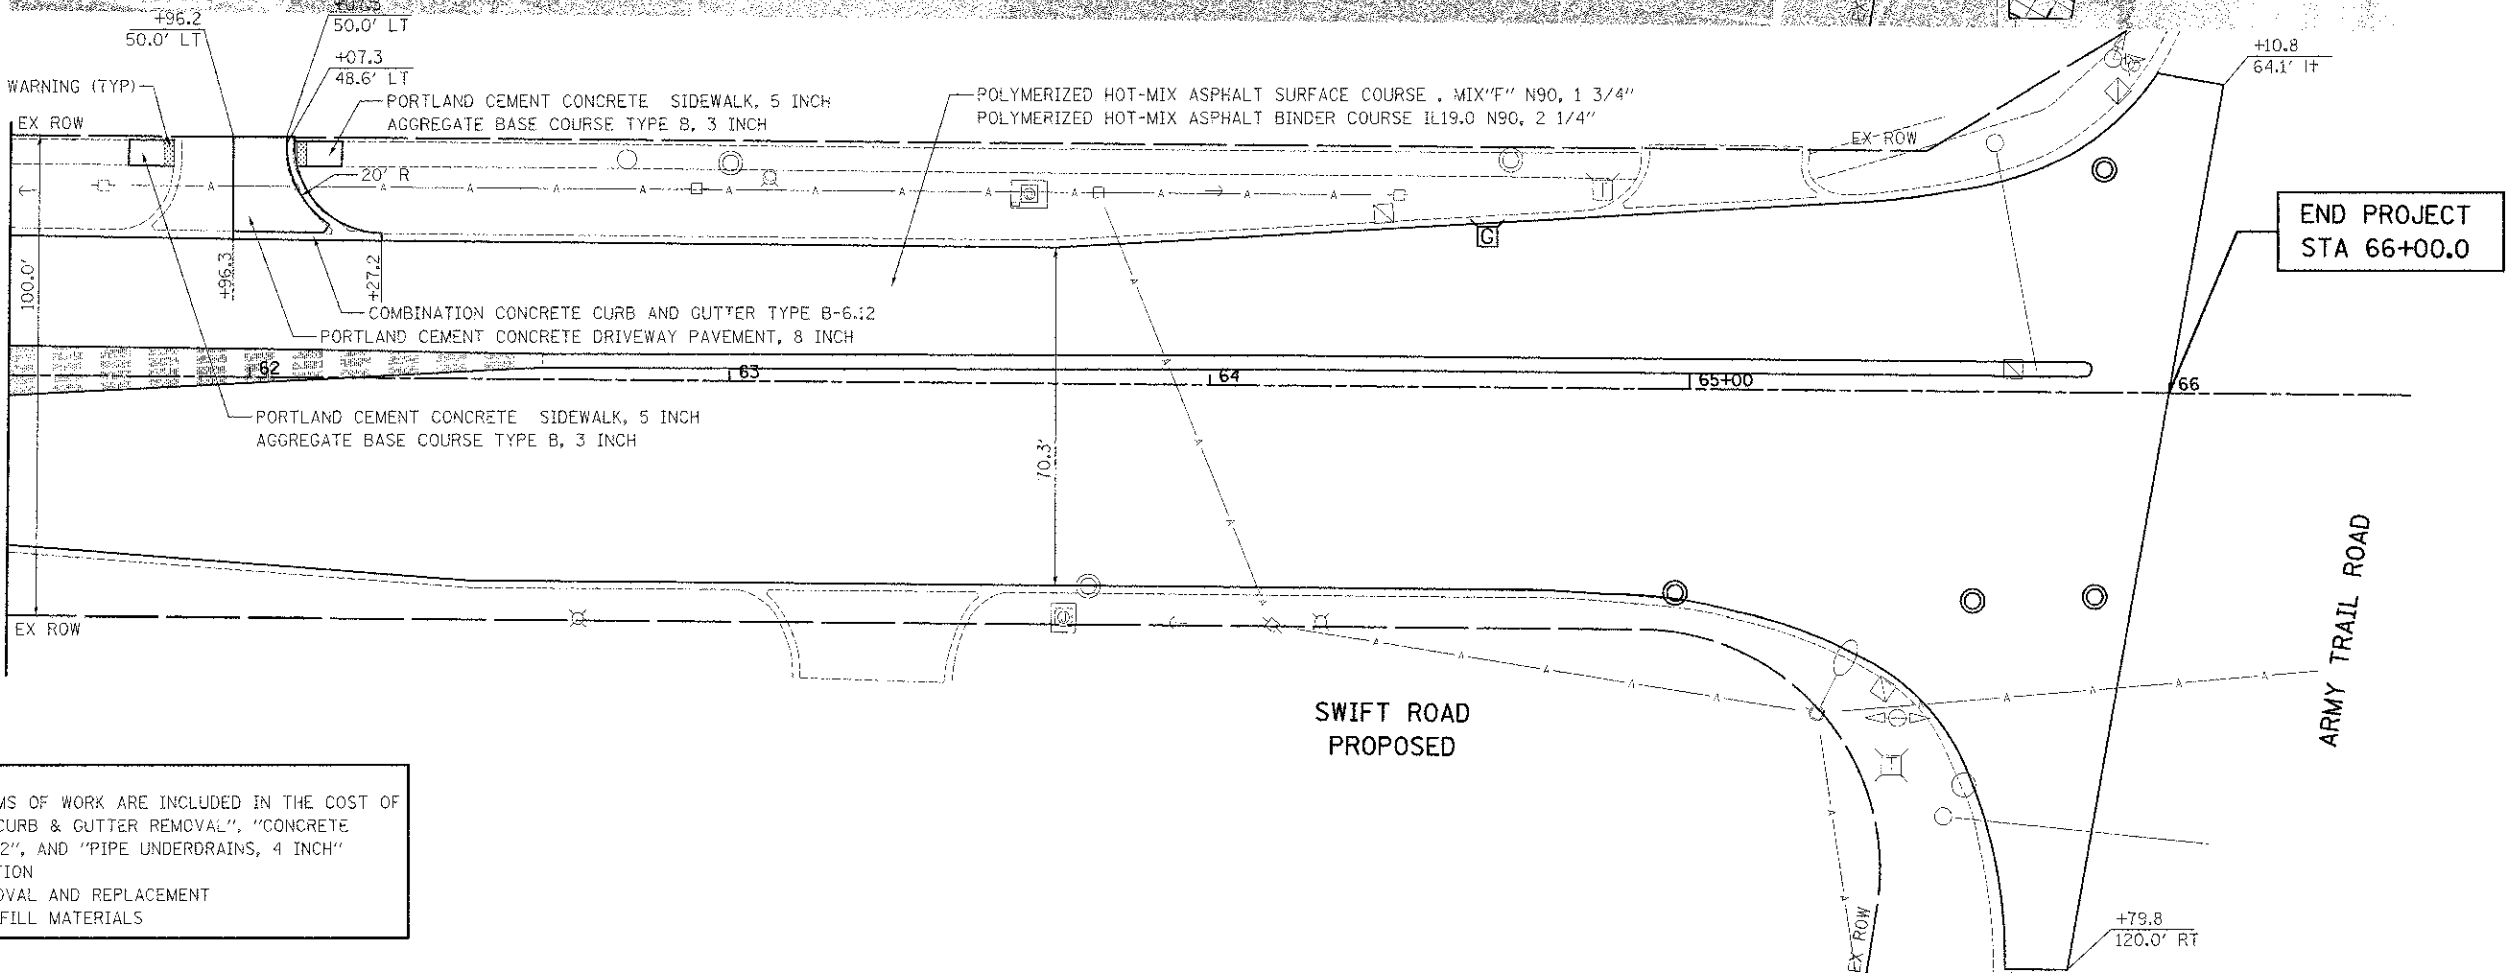 +96.2
50.0' LT
50.0' LT
+07.3
48.6' LT
+10.8
64.1' lt
WARNING (TYP)
PORTLAND CEMENT CONCRETE SIDEWALK, 5 INCH
AGGREGATE BASE COURSE TYPE B, 3 INCH
POLYMERIZED HOT-MIX ASPHALT SURFACE COURSE , MIX"F" N90, 1 3/4"
POLYMERIZED HOT-MIX ASPHALT BINDER COURSE IL19.0 N90, 2 1/4"
EX ROW
EX ROW
20' R
G
END PROJECT
STA 66+00.0
100.0'
+96.3
+27.2
COMBINATION CONCRETE CURB AND GUTTER TYPE B-6.12
PORTLAND CEMENT CONCRETE DRIVEWAY PAVEMENT, 8 INCH
62
63
64
65+00
66
PORTLAND CEMENT CONCRETE SIDEWALK, 5 INCH
AGGREGATE BASE COURSE TYPE B, 3 INCH
70.3'
EX ROW
ARMY TRAIL ROAD
SWIFT ROAD
PROPOSED
MS OF WORK ARE INCLUDED IN THE COST OF
CURB & GUTTER REMOVAL", "CONCRETE
2", AND "PIPE UNDERDRAINS, 4 INCH"
TION
OVAL AND REPLACEMENT
FILL MATERIALS
EX ROW
+79.8
120.0' RT